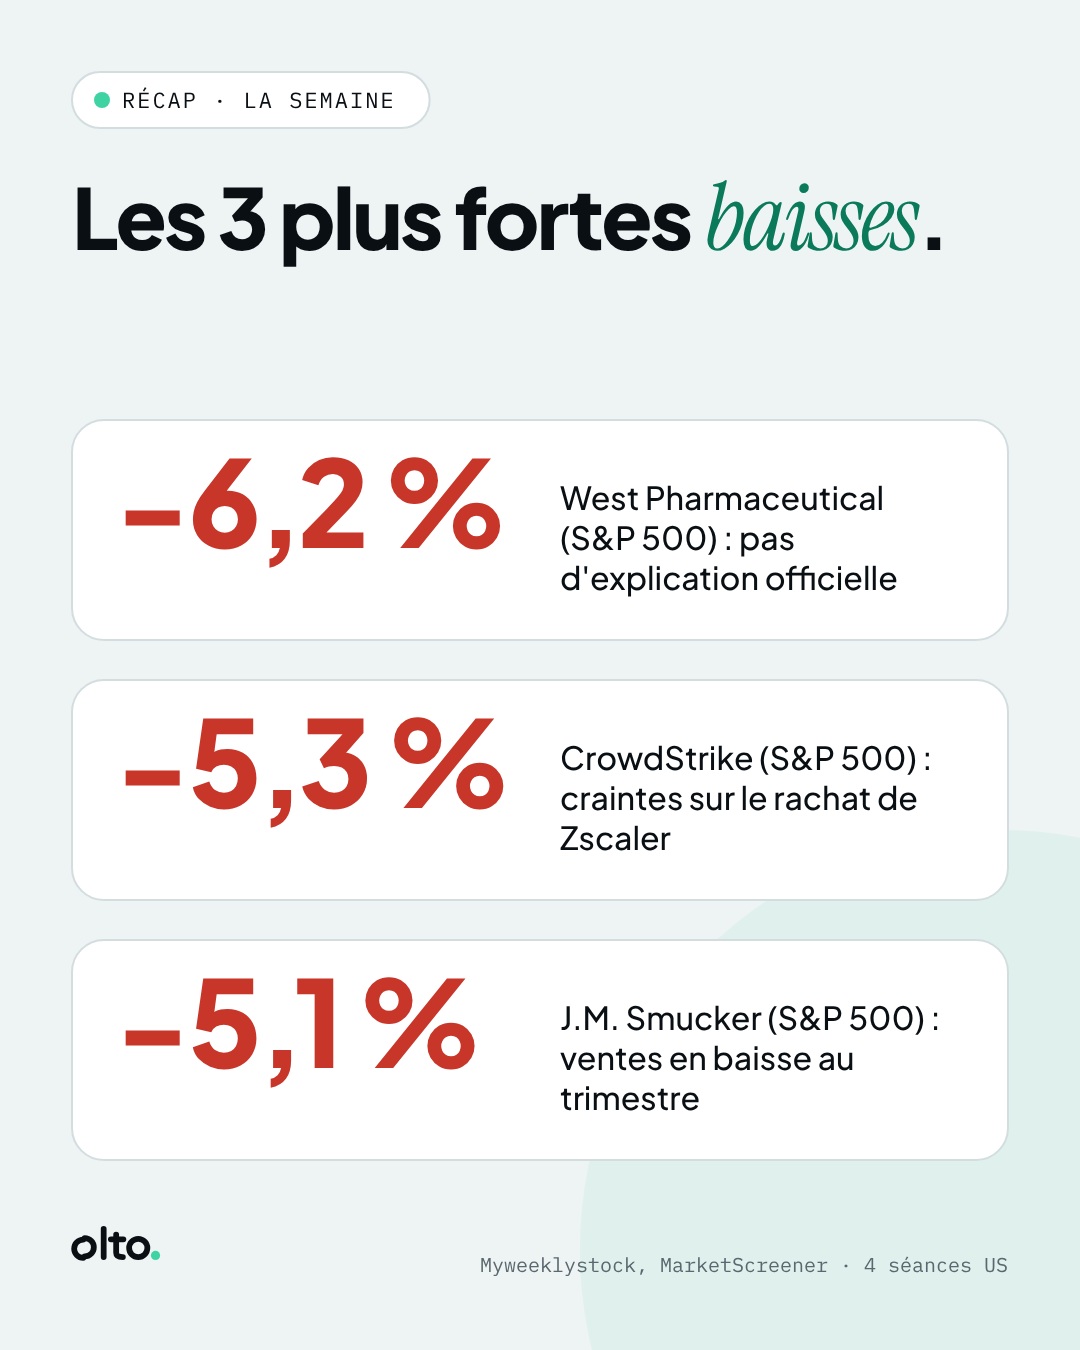 RÉCAP · LA SEMAINE
Les 3 plus fortes baisses.
−6,2 %
West Pharmaceutical
(S&P 500) : pas
d'explication officielle
−5,3 %
CrowdStrike (S&P 500) :
craintes sur le rachat de
Zscaler
−5,1 %
J.M. Smucker (S&P 500) :
ventes en baisse au
trimestre
olto.
Myweeklystock, MarketScreener · 4 séances US